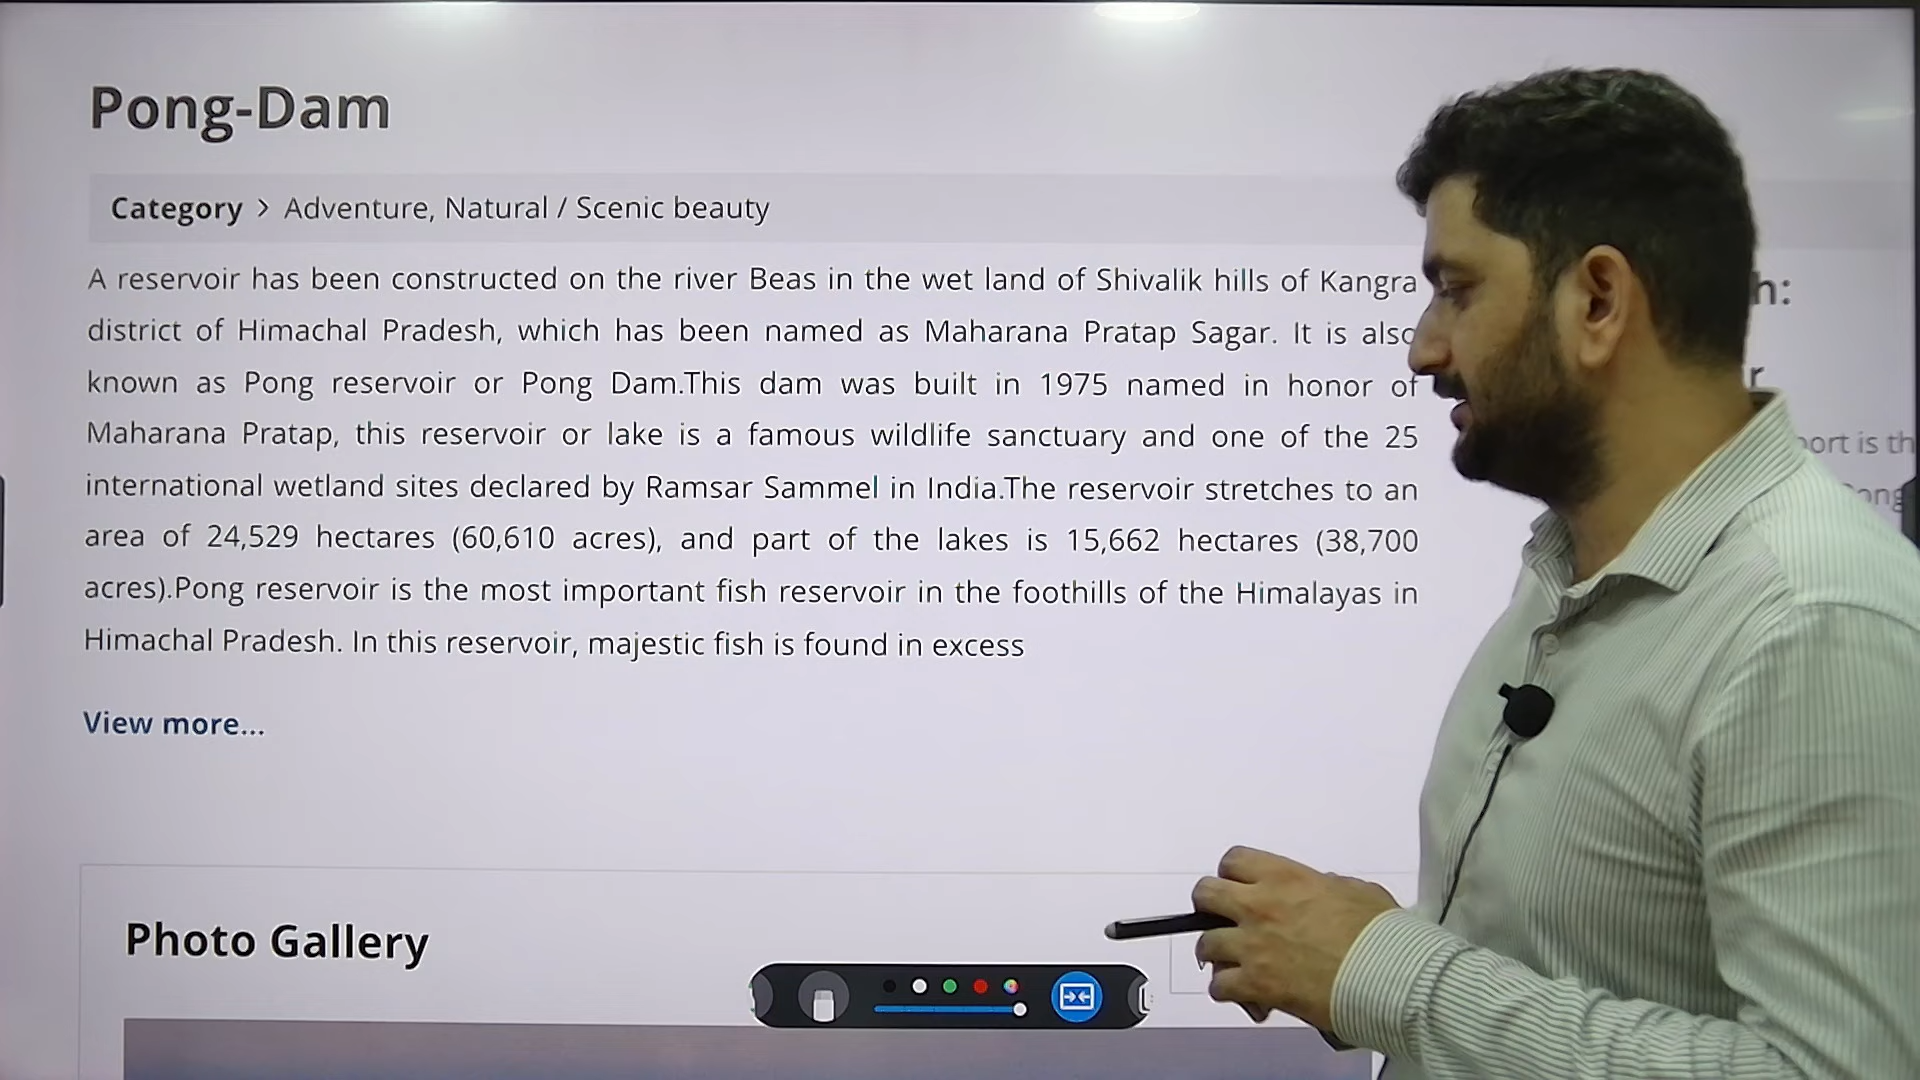 Pong-Dam
Category > Adventure, Natural / Scenic beauty
A reservoir has been constructed on the river Beas in the wet land of Shivalik hills of Kangra
district of Himachal Pradesh, which has been named as Maharana Pratap Sagar. It is also
known as Pong reservoir or Pong Dam.This dam was built in 1975 named in honor of
Maharana Pratap, this reservoir or lake is a famous wildlife sanctuary and one of the 25
international wetland sites declared by Ramsar Sammel in India.The reservoir stretches to an
area of 24,529 hectares (60,610 acres), and part of the lakes is 15,662 hectares (38,700
acres).Pong reservoir is the most important fish reservoir in the foothills of the Himalayas in
Himachal Pradesh. In this reservoir, majestic fish is found in excess
View more...
Photo Gallery
is